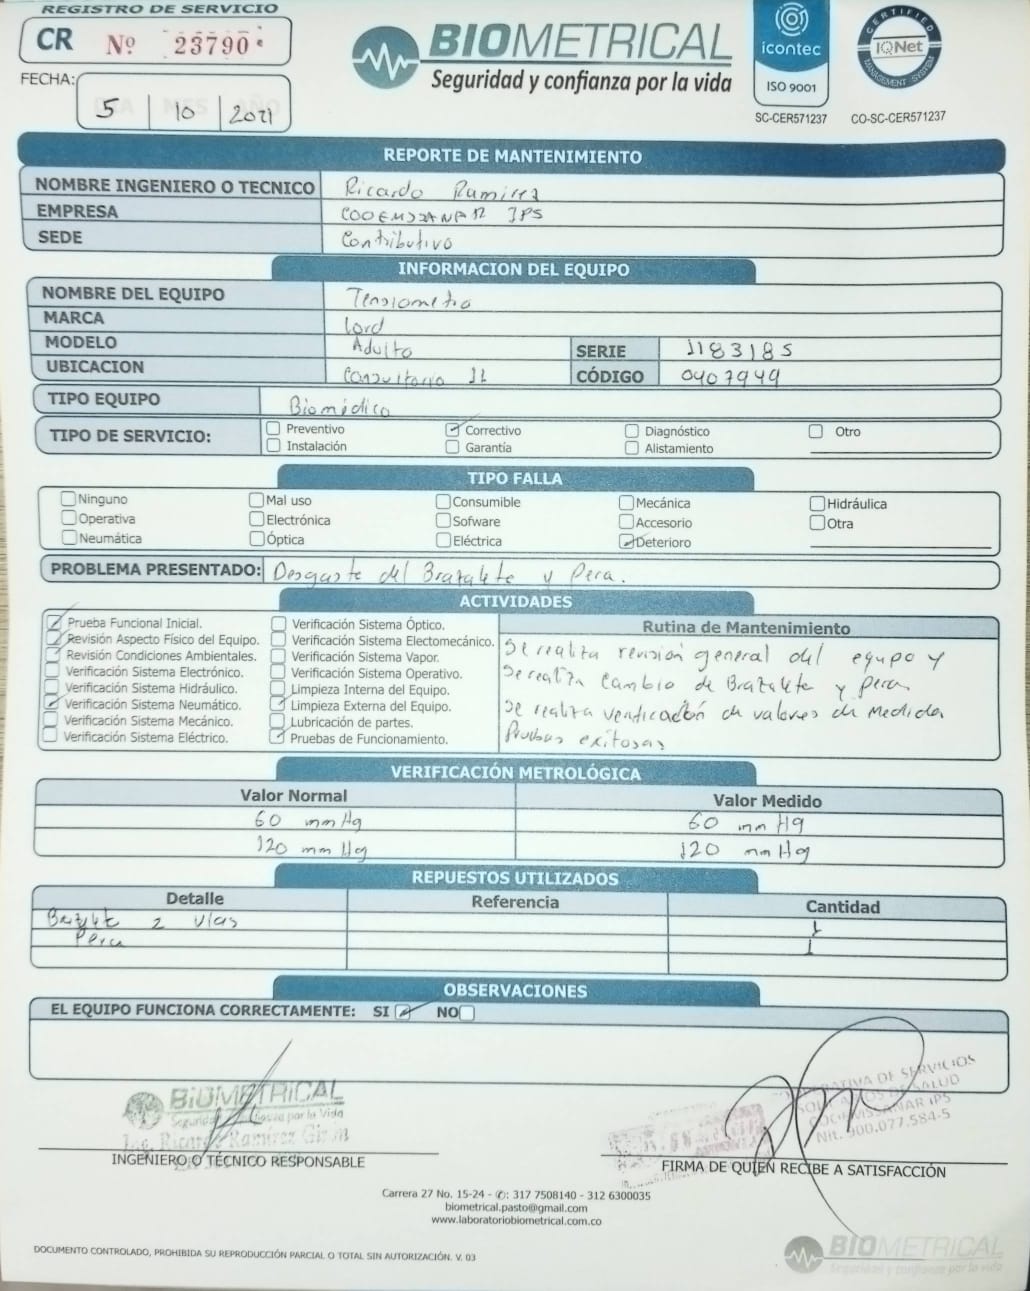 REGISTRO DE SERVICIO
CR Nº 23790
BIOMETRICAL
Seguridad y confianza por la vida
icontec
ISO 9001
SC-CER571237
CERTIFIED
IQNet
MANAGEMENT SYSTEM
CO-SC-CER571237
FECHA:
DIA MES AÑO
5 10 2021
REPORTE DE MANTENIMIENTO
NOMBRE INGENIERO O TECNICO Ricardo Ramirez
EMPRESA COOEMSSANAR IPS
SEDE Contributivo
INFORMACION DEL EQUIPO
NOMBRE DEL EQUIPO Tensiometro
MARCA Lord
MODELO Adulto SERIE 1183185
UBICACION Consultorio 11 CÓDIGO 0407949
TIPO EQUIPO Biomédico
TIPO DE SERVICIO: Preventivo Correctivo Diagnóstico Otro
Instalación Garantía Alistamiento
TIPO FALLA
Ninguno Mal uso Consumible Mecánica Hidráulica
Operativa Electrónica Sofware Accesorio Otra
Neumática Óptica Eléctrica Deterioro
PROBLEMA PRESENTADO: Desgaste del Brazalete y Pera.
ACTIVIDADES
Prueba Funcional Inicial.
Revisión Aspecto Físico del Equipo.
Revisión Condiciones Ambientales.
Verificación Sistema Electrónico.
Verificación Sistema Hidráulico.
Verificación Sistema Neumático.
Verificación Sistema Mecánico.
Verificación Sistema Eléctrico.
Verificación Sistema Óptico.
Verificación Sistema Electomecánico.
Verificación Sistema Vapor.
Verificación Sistema Operativo.
Limpieza Interna del Equipo.
Limpieza Externa del Equipo.
Lubricación de partes.
Pruebas de Funcionamiento.
Rutina de Mantenimiento
Se realiza revisión general del equipo y
Se realiza cambio de Brazalete y pera
Se realiza verificación de valores de medida
Pruebas exitosas
VERIFICACIÓN METROLÓGICA
Valor Normal Valor Medido
60 mmHg 60 mmHg
120 mmHg 120 mmHg
REPUESTOS UTILIZADOS
Detalle Referencia Cantidad
2 vias 1
Pera 1
OBSERVACIONES
EL EQUIPO FUNCIONA CORRECTAMENTE: SI NO
BIOMETRICAL
Seguridad y confianza por la Vida
Ing. Ricardo Ramirez
INGENIERO O TÉCNICO RESPONSABLE
DE SERVICIOS
SALUD
IPS
Nit. 900.077.584-5
FIRMA DE QUIEN RECIBE A SATISFACCIÓN
Carrera 27 No. 15-24 - ✆: 317 7508140 - 312 6300035
biometrical.pasto@gmail.com
www.laboratoriobiometrical.com.co
DOCUMENTO CONTROLADO, PROHIBIDA SU REPRODUCCIÓN PARCIAL O TOTAL SIN AUTORIZACIÓN. V. 03
BIOMETRICAL
Seguridad y confianza por la vida